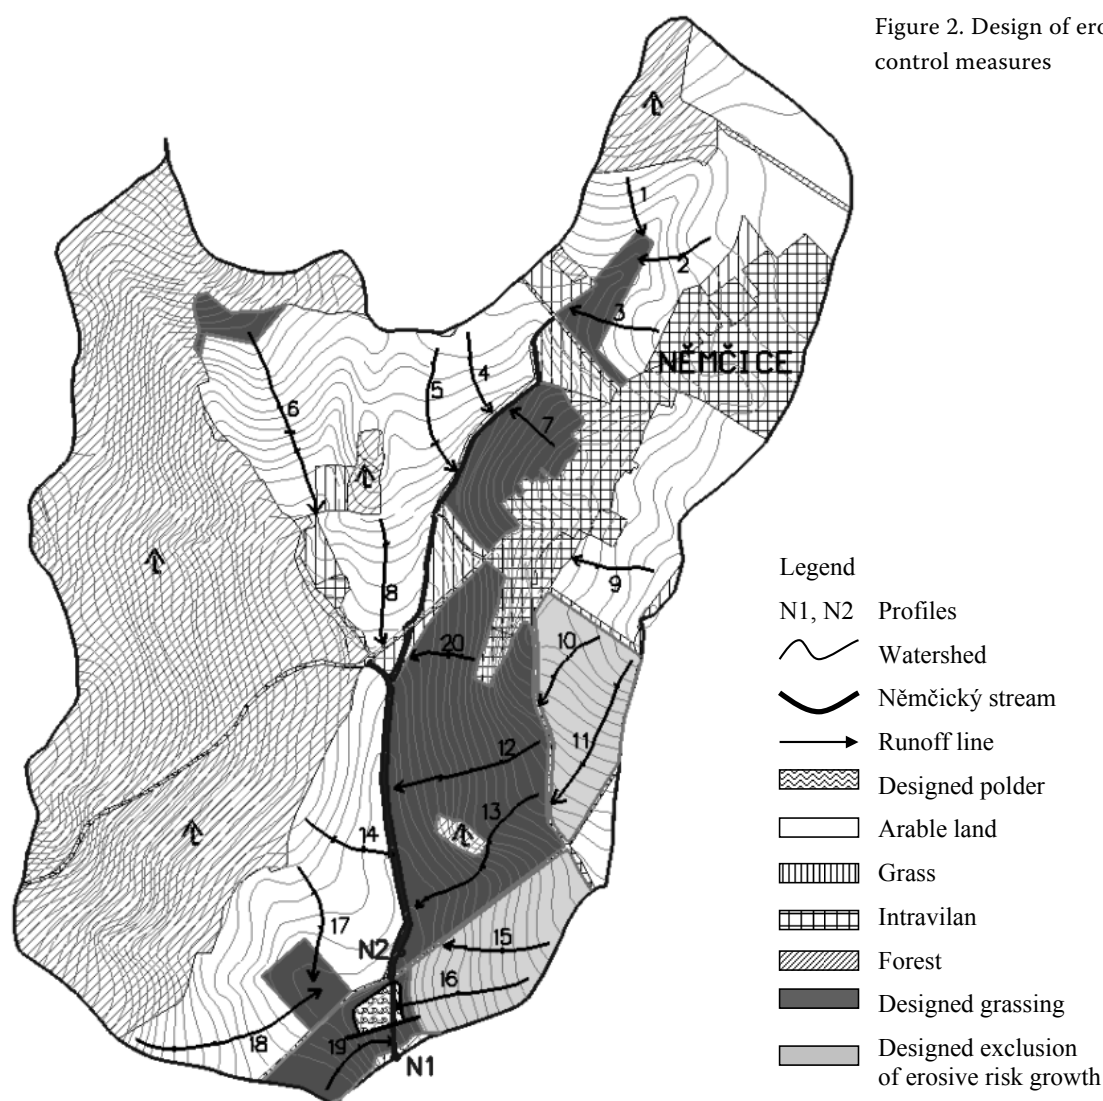 Figure 2. Design of
control measures
1
2
3
NĚMČICE
4
5
6
7
8
9
10
20
11
12
13
14
15
16
17
N2
18
19
N1
Legend
N1, N2 Profiles
Watershed
Němčický stream
Runoff line
Designed polder
Arable land
Grass
Intravilan
Forest
Designed grassing
Designed exclusion
of erosive risk growth